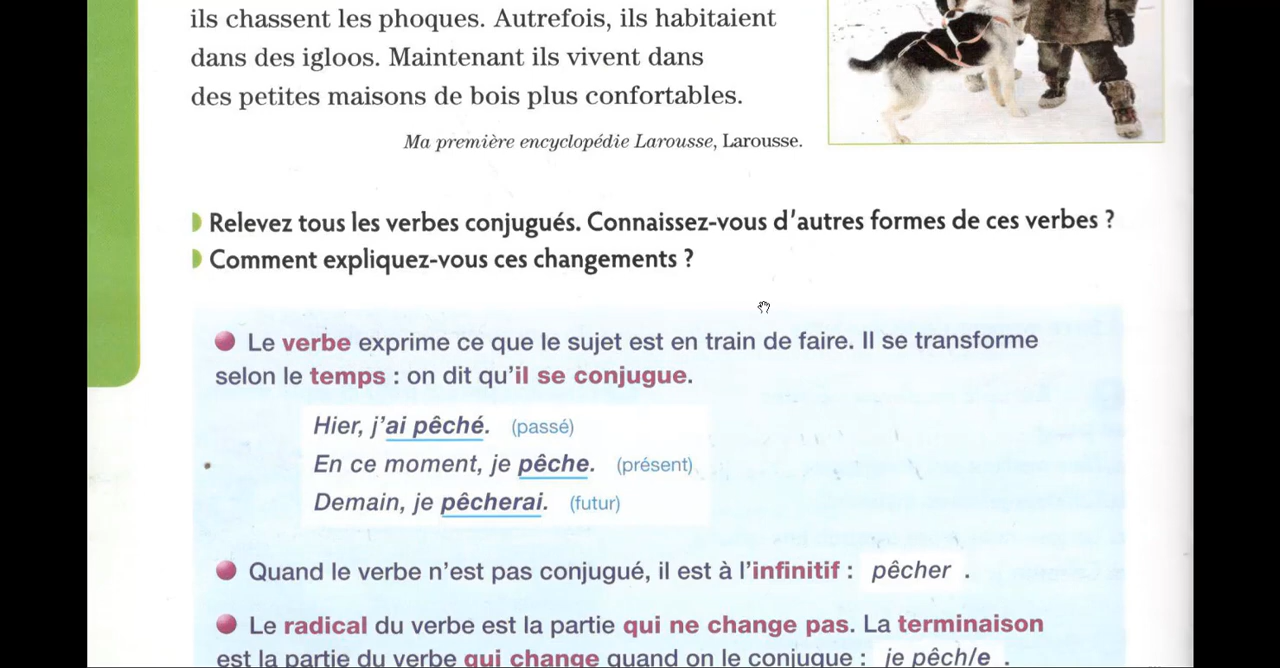 ils chassent les phoques. Autrefois, ils habitaient
dans des igloos. Maintenant ils vivent dans
des petites maisons de bois plus confortables.
Ma première encyclopédie Larousse, Larousse.
Relevez tous les verbes conjugués. Connaissez-vous d'autres formes de ces verbes ?
Comment expliquez-vous ces changements ?
Le verbe exprime ce que le sujet est en train de faire. Il se transforme
selon le temps : on dit qu'il se conjugue.
Hier, j'ai pêché. (passé)
En ce moment, je pêche. (présent)
Demain, je pêcherai. (futur)
Quand le verbe n'est pas conjugué, il est à l'infinitif : pêcher .
Le radical du verbe est la partie qui ne change pas. La terminaison
est la partie du verbe qui change quand on le conjugue : je pêch/e .